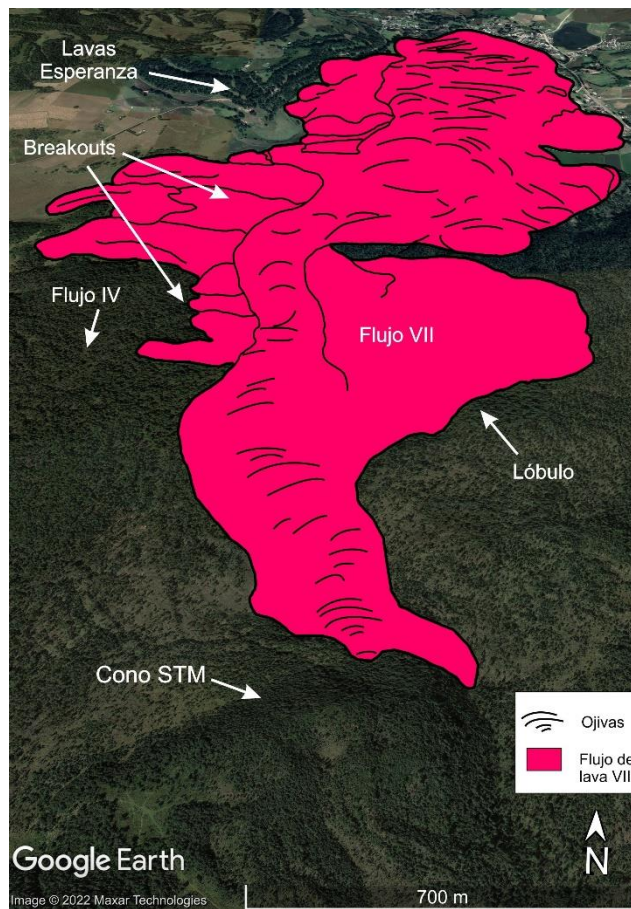 Lavas
Esperanza
Breakouts
Flujo IV
Flujo VII
Lóbulo
Cono STM
Ojivas
Flujo de
lava VII
N
Google Earth
Image © 2022 Maxar Technologies
700 m